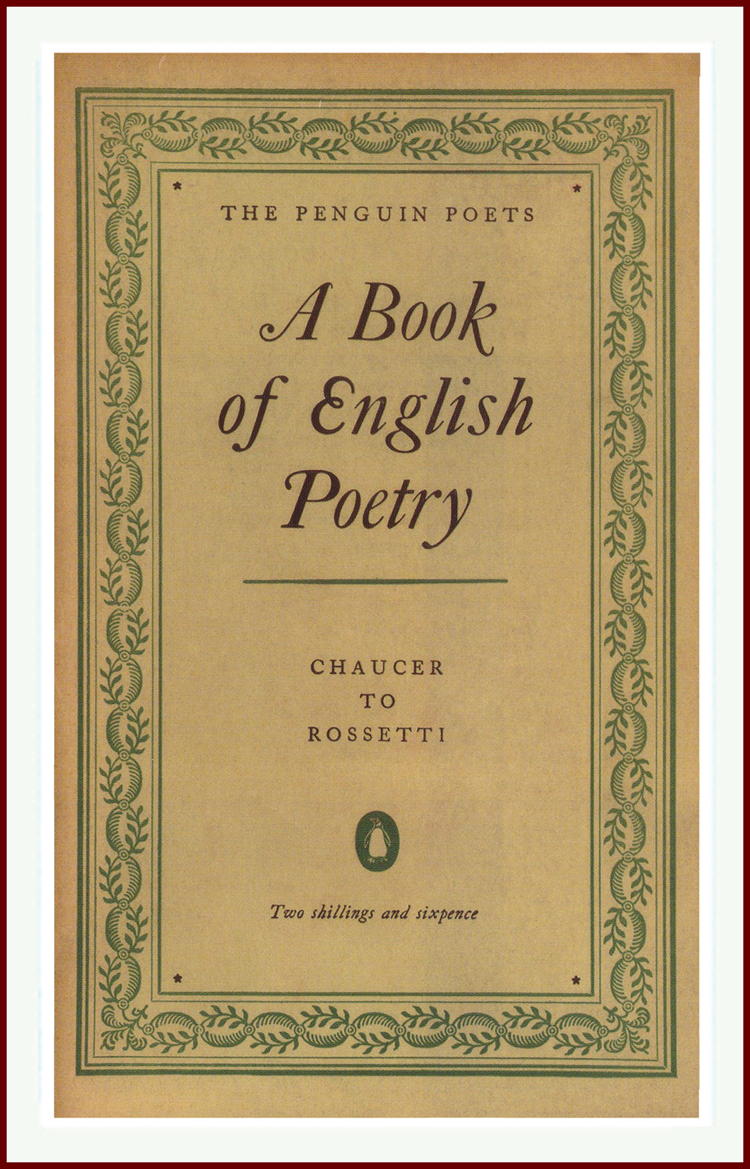 THE PENGUIN POETS
A Book
of English
Poetry
CHAUCER
TO
ROSSETTI
Two shillings and sixpence